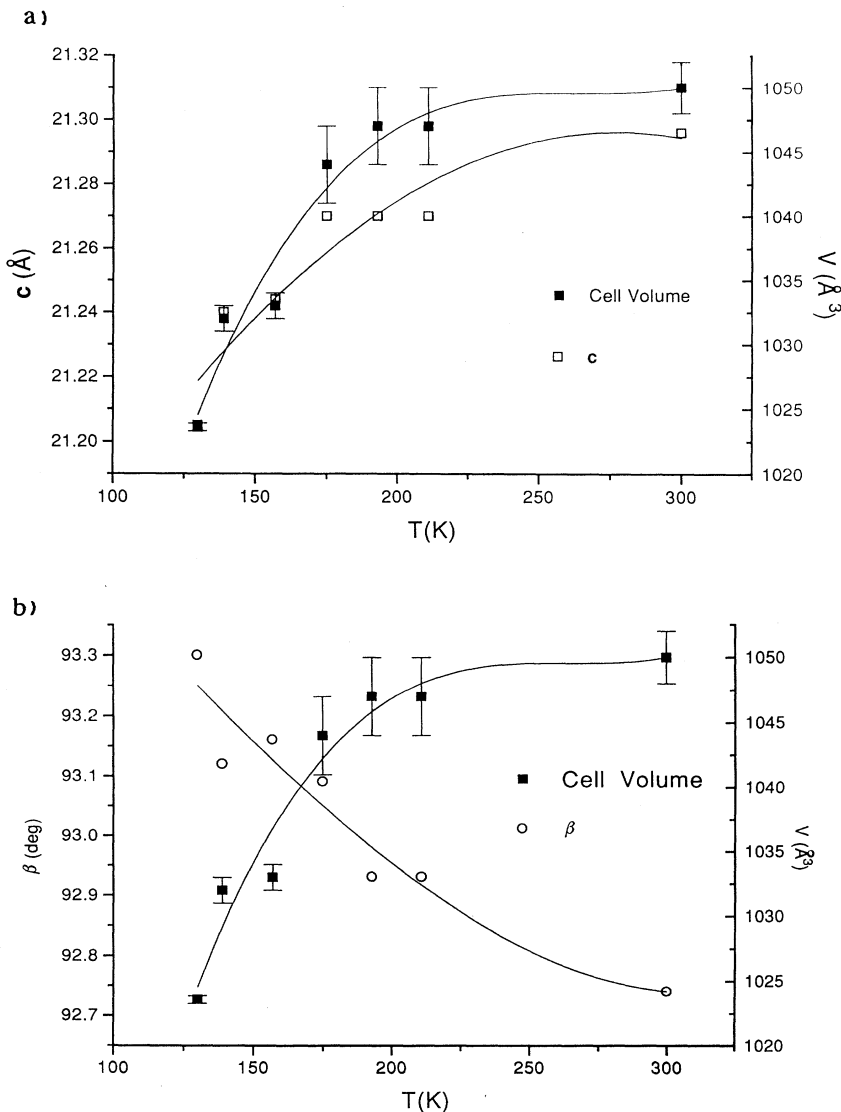 a)
21.32
21.30
21.28
21.26
21.24
21.22
21.20
c (Å)
1050
1045
1040
1035
1030
1025
1020
V (Å3)
Cell Volume
c
100 150 200 250 300
T(K)
b)
93.3
93.2
93.1
93.0
92.9
92.8
92.7
β (deg)
1050
1045
1040
1035
1030
1025
1020
V (Å3)
Cell Volume
β
100 150 200 250 300
T(K)